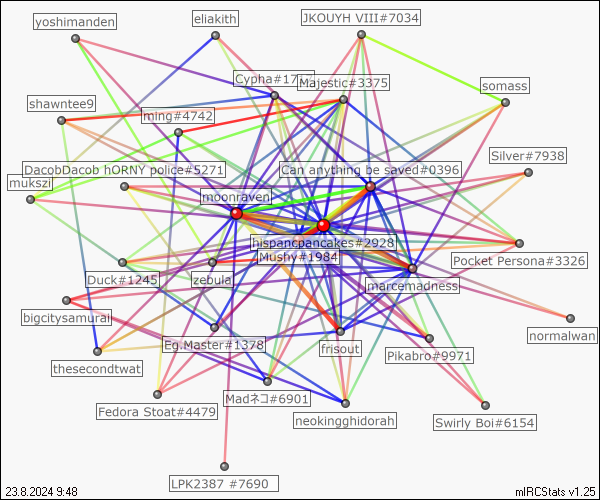 yoshimanden
eliakith
JKOUYH VIII#7034
Cypha#17
Majestic#3375
somass
shawntee9
ming#4742
Silver#7938
DacobDacob hORNY police#5271
Can anything be saved#0396
mukszi
moonraven
hispancpancakes#2928
Mushy#1984
Pocket Persona#3326
Duck#1245
zebula
marcemadness
bigcitysamurai
normalwan
Eg.Master#1378
frisout
Pikabro#9971
thesecondtwat
Fedora Stoat#4479
Madネコ#6901
neokingghidorah
Swirly Boi#6154
LPK2387 #7690
23.8.2024 9:48
mIRCStats v1.25